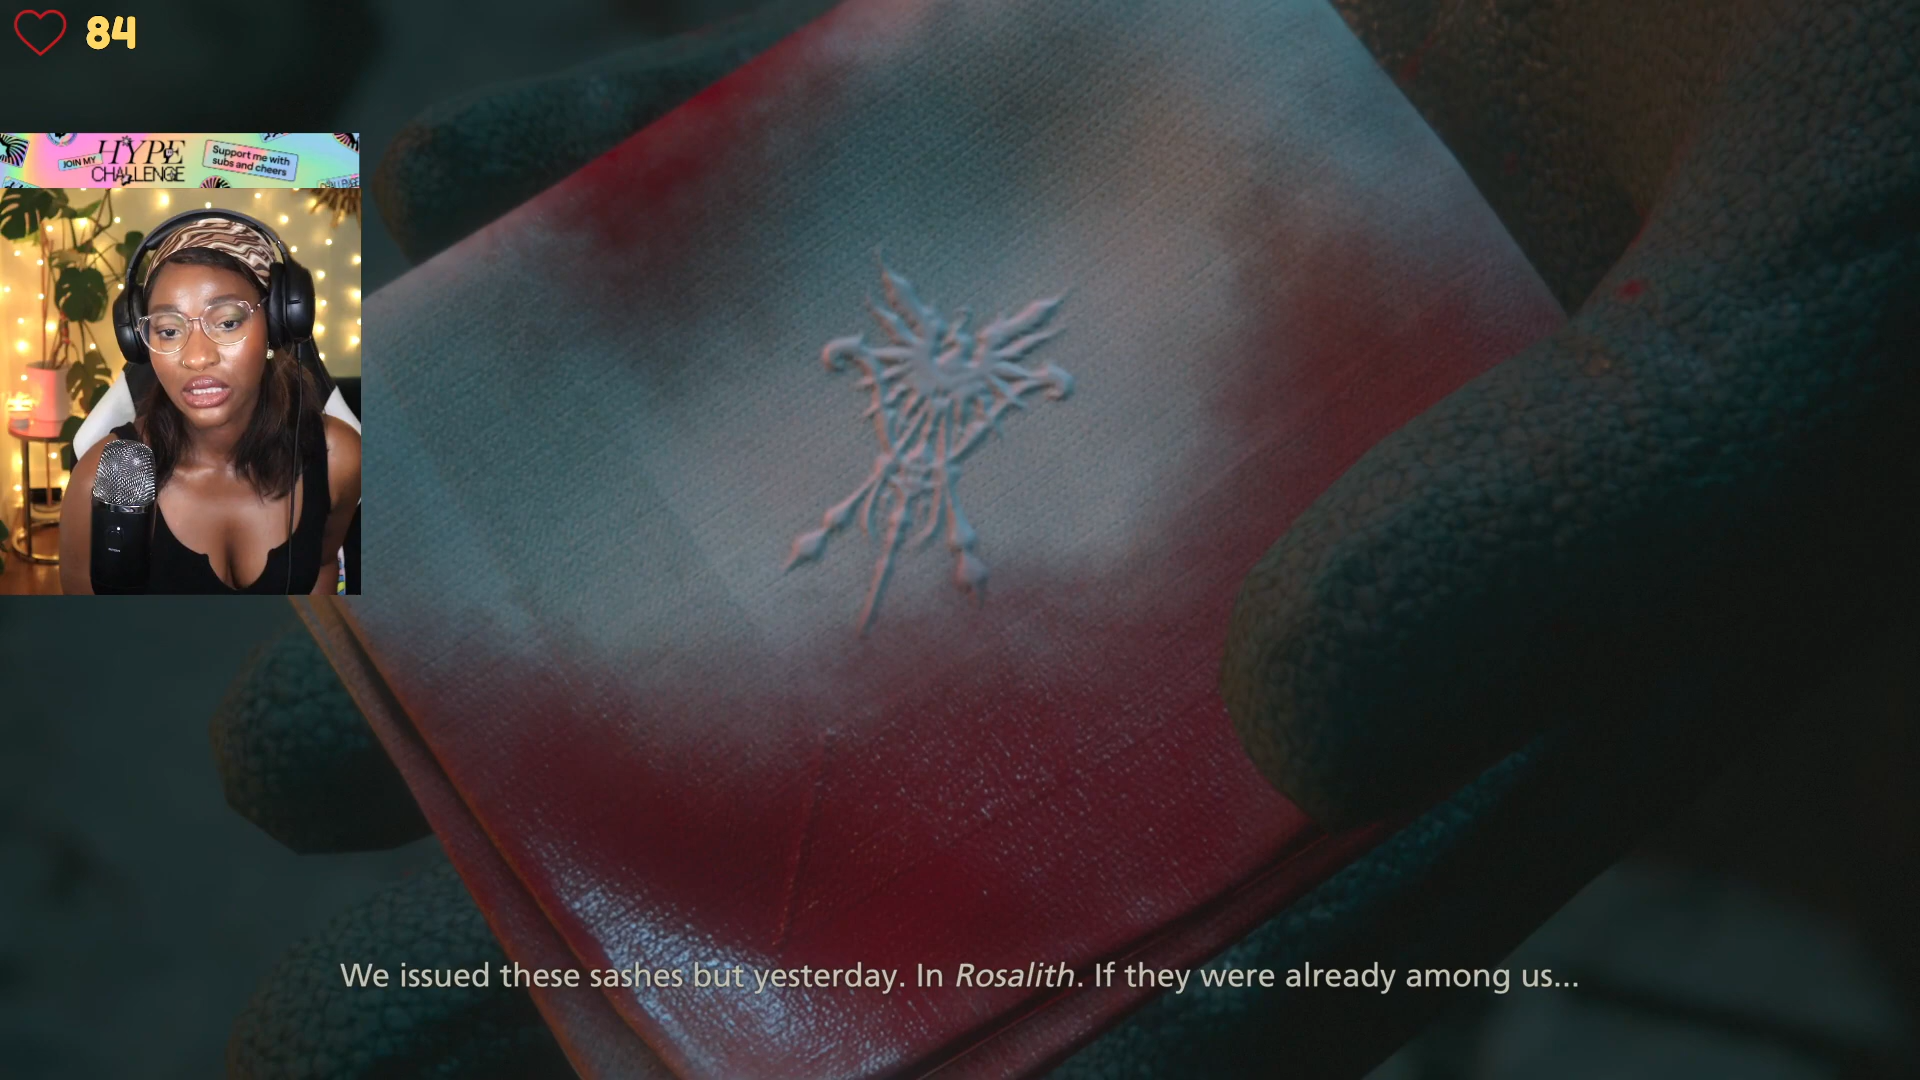 84
JOIN MY
HYPE
CHALLENGE
Support me with
subs and cheers
We issued these sashes but yesterday. In Rosalith. If they were already among us...